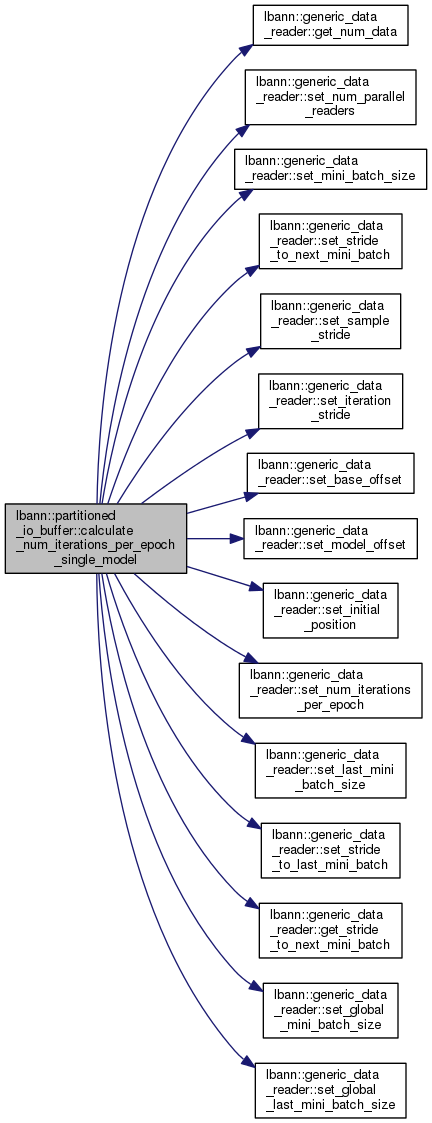 lbann::generic_data
_reader::get_num_data
lbann::generic_data
_reader::set_num_parallel
_readers
lbann::generic_data
_reader::set_mini_batch_size
lbann::generic_data
_reader::set_stride
_to_next_mini_batch
lbann::generic_data
_reader::set_sample
_stride
lbann::generic_data
_reader::set_iteration
_stride
lbann::generic_data
_reader::set_base_offset
lbann::partitioned
_io_buffer::calculate
_num_iterations_per_epoch
_single_model
lbann::generic_data
_reader::set_model_offset
lbann::generic_data
_reader::set_initial
_position
lbann::generic_data
_reader::set_num_iterations
_per_epoch
lbann::generic_data
_reader::set_last_mini
_batch_size
lbann::generic_data
_reader::set_stride
_to_last_mini_batch
lbann::generic_data
_reader::get_stride
_to_next_mini_batch
lbann::generic_data
_reader::set_global
_mini_batch_size
lbann::generic_data
_reader::set_global
_last_mini_batch_size